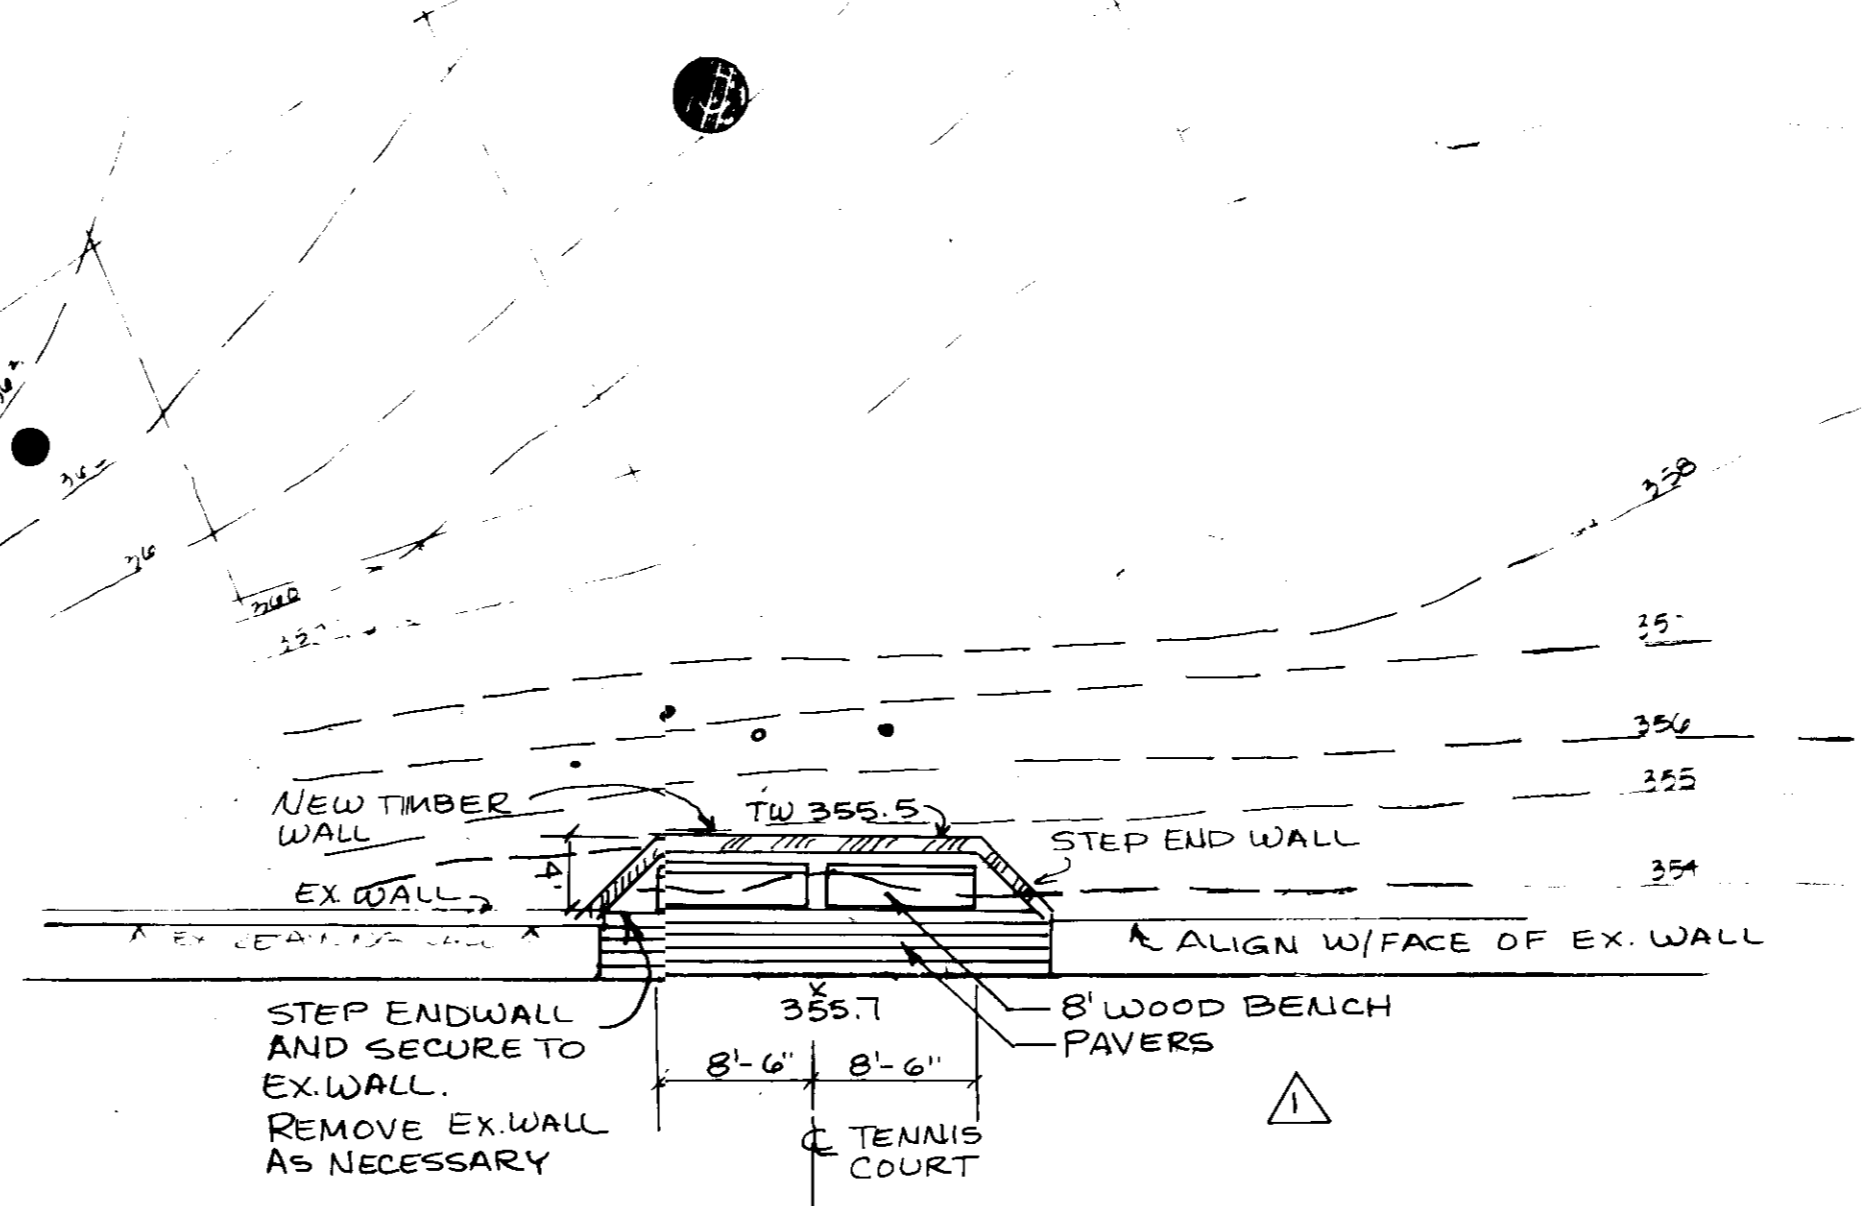 358
360
356
355
NEW TIMBER
WALL
TW 355.5
STEP END WALL
354
4'
EX. WALL
ALIGN W/FACE OF EX. WALL
STEP ENDWALL
AND SECURE TO
EX. WALL.
REMOVE EX. WALL
AS NECESSARY
x
355.7
8' WOOD BENCH
PAVERS
8'-6" 8'-6"
1
℄ TENNIS
COURT